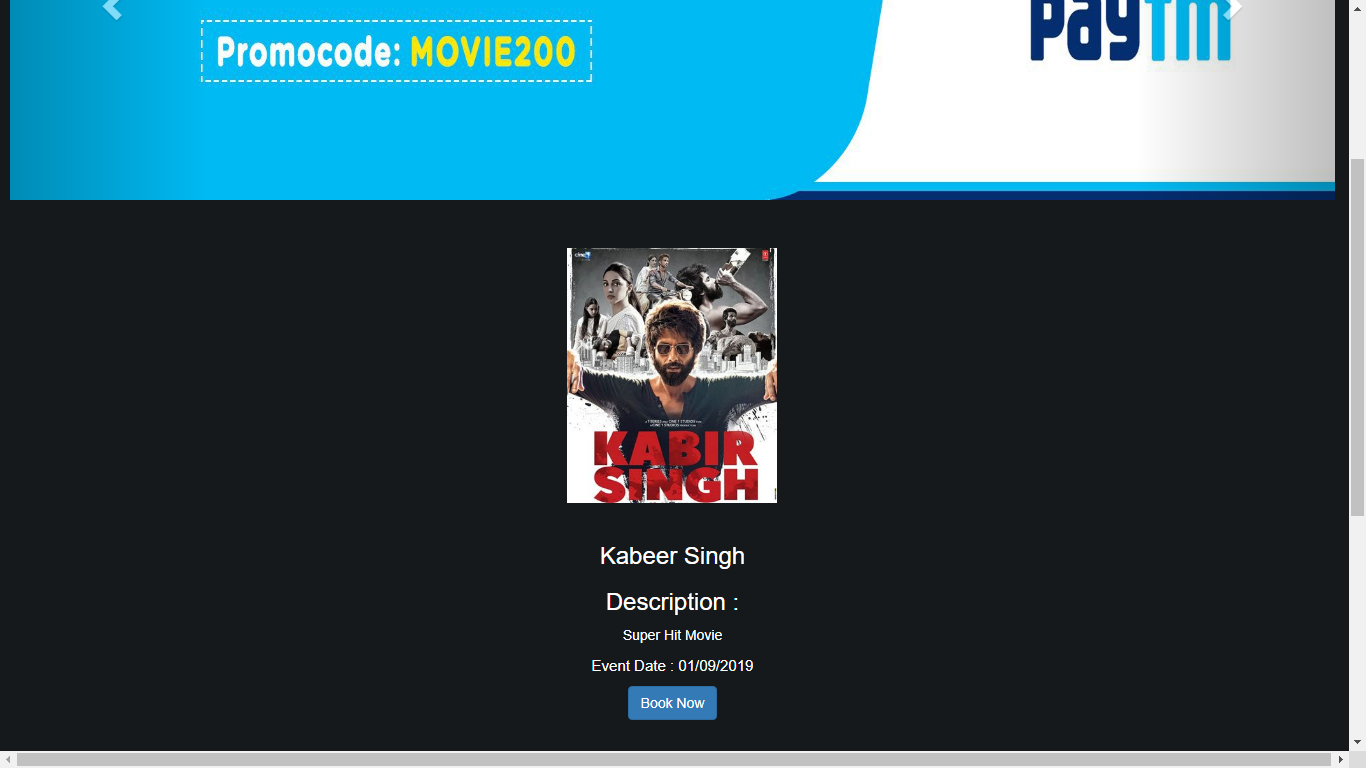 Promocode: MOVIE200
paytm
KABIR
SINGH
Kabeer Singh
Description :
Super Hit Movie
Event Date : 01/09/2019
Book Now